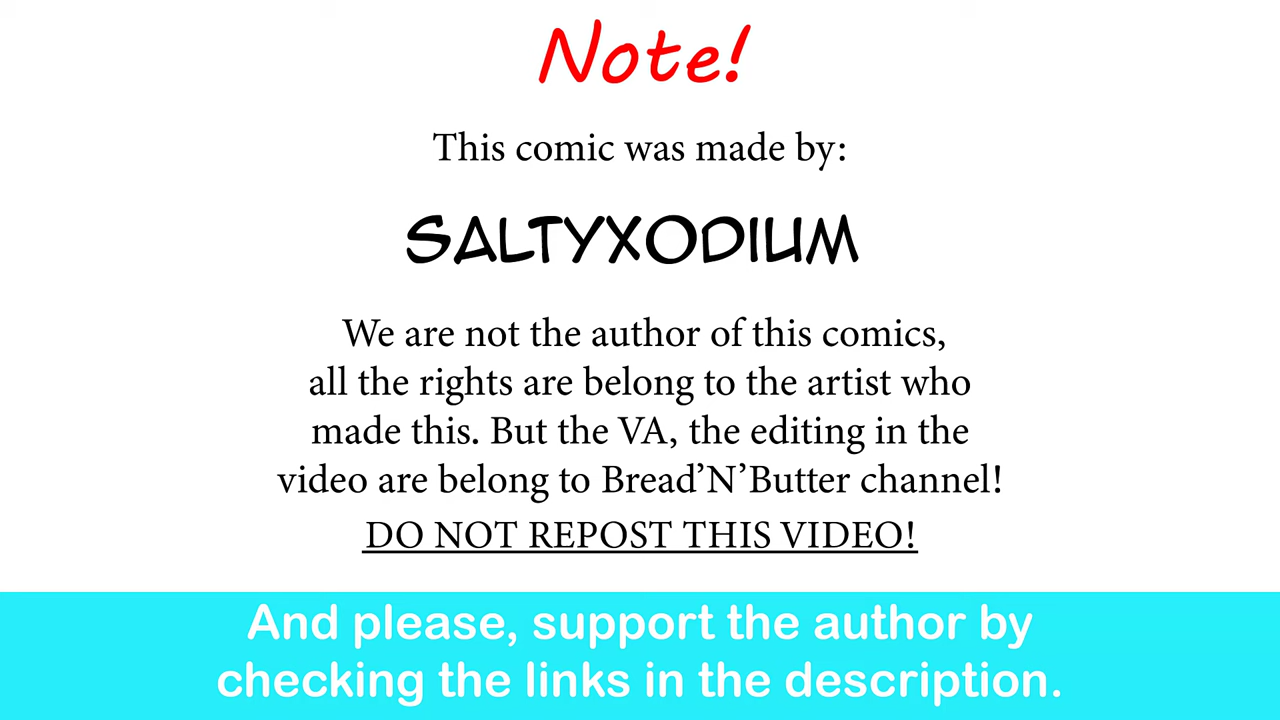 Note!
This comic was made by:
SALTYXODIUM
We are not the author of this comics,
all the rights are belong to the artist who
made this. But the VA, the editing in the
video are belong to Bread’N’Butter channel!
DO NOT REPOST THIS VIDEO!
And please, support the author by
checking the links in the description.